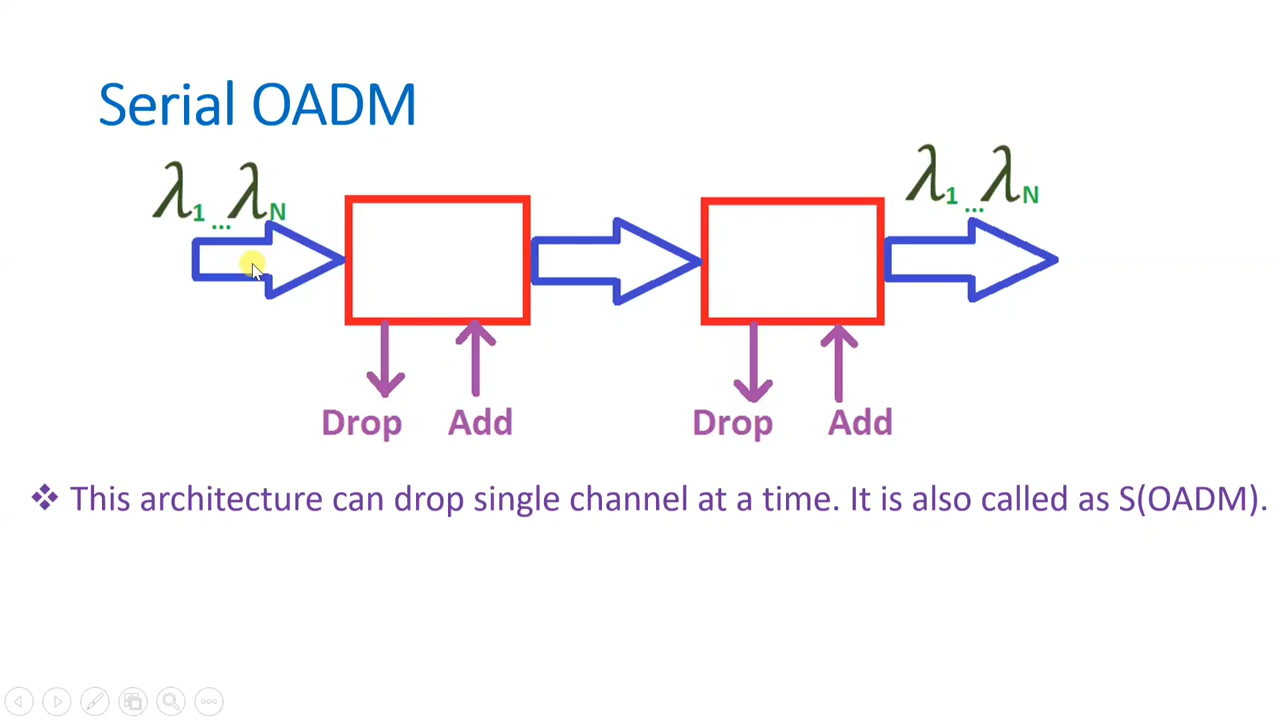 Serial OADM
λ1...λN
λ1...λN
Drop Add Drop Add
❖ This architecture can drop single channel at a time. It is also called as S(OADM).